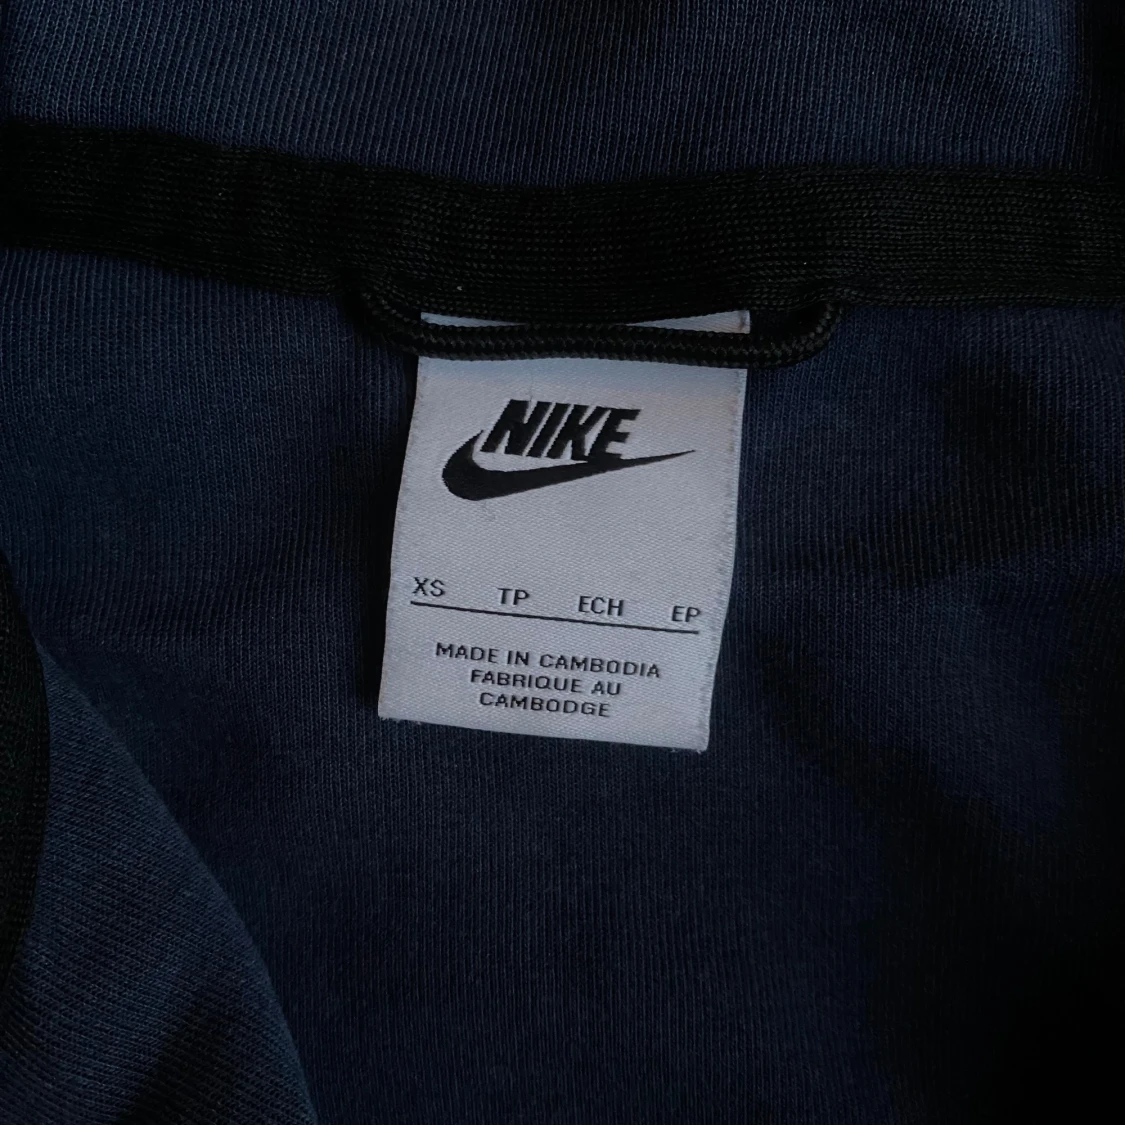 NIKE
XS TP ECH EP
MADE IN CAMBODIA
FABRIQUE AU
CAMBODGE